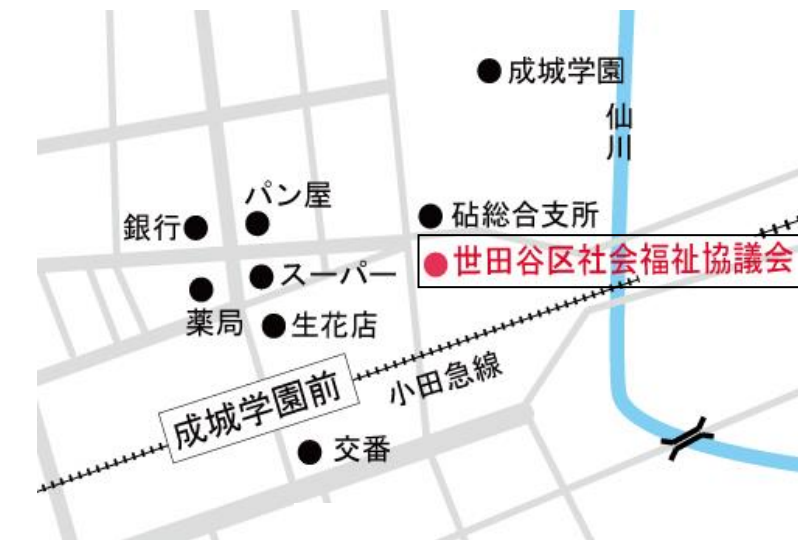 成城学園
仙川
パン屋
銀行
砧総合支所
世田谷区社会福祉協議会
スーパー
薬局
生花店
小田急線
成城学園前
交番